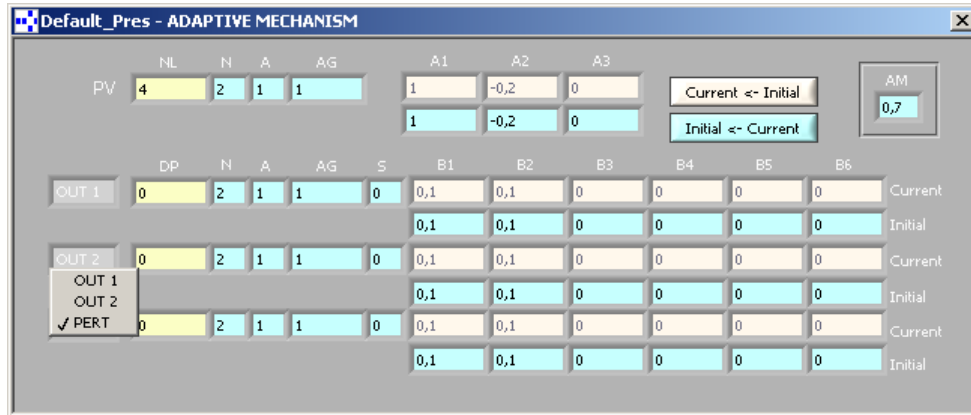 Default_Pres - ADAPTIVE MECHANISM
NL N A AG A1 A2 A3
PV 4 2 1 1 1 -0,2 0 Current <- Initial AM
1 -0,2 0 Initial <- Current 0,7
DP N A AG S B1 B2 B3 B4 B5 B6
OUT 1 0 2 1 1 0 0,1 0,1 0 0 0 0 Current
0,1 0,1 0 0 0 0 Initial
OUT 2 0 2 1 1 0 0,1 0,1 0 0 0 0 Current
OUT 1
OUT 2 0,1 0,1 0 0 0 0 Initial
✓ PERT 0 2 1 1 0 0,1 0,1 0 0 0 0 Current
0,1 0,1 0 0 0 0 Initial